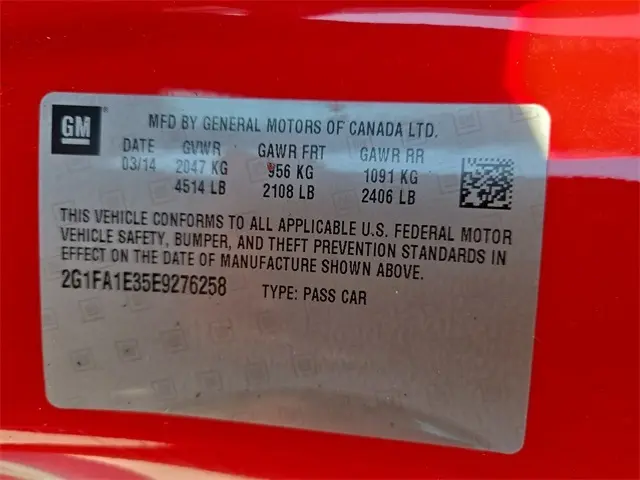 GM
MFD BY GENERAL MOTORS OF CANADA LTD.
DATE GVWR GAWR FRT GAWR RR
03/14 2047 KG 956 KG 1091 KG
4514 LB 2108 LB 2406 LB
THIS VEHICLE CONFORMS TO ALL APPLICABLE U.S. FEDERAL MOTOR
VEHICLE SAFETY, BUMPER, AND THEFT PREVENTION STANDARDS IN
EFFECT ON THE DATE OF MANUFACTURE SHOWN ABOVE.
2G1FA1E35E9276258 TYPE: PASS CAR